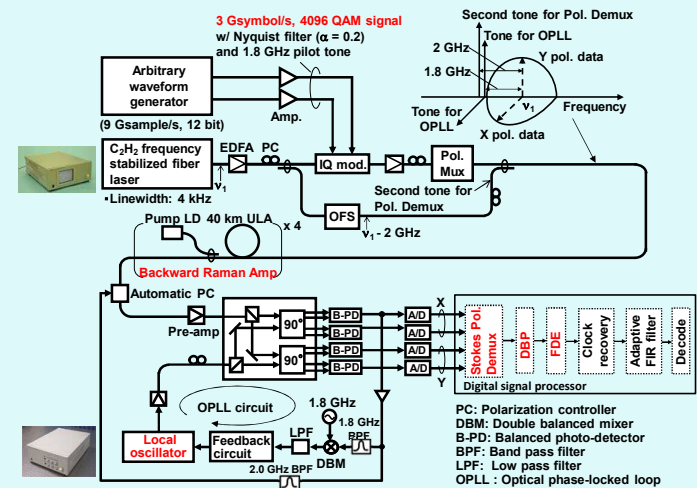 3 Gsymbol/s, 4096 QAM signal
w/ Nyquist filter (α = 0.2)
and 1.8 GHz pilot tone
Second tone for Pol. Demux
Tone for OPLL
2 GHz
Y pol. data
1.8 GHz
ν1
Frequency
Tone for
OPLL
X pol. data
Arbitrary
waveform
generator
Amp.
(9 Gsample/s, 12 bit)
C2H2 frequency
stabilized fiber
laser
EDFA
PC
ν1
▪Linewidth: 4 kHz
IQ mod.
Pol.
Mux
Second tone for
Pol. Demux
OFS
ν1 - 2 GHz
Pump LD
40 km ULA
x 4
Backward Raman Amp
Automatic PC
Pre-amp
90°
90°
B-PD
B-PD
B-PD
B-PD
A/D
A/D
A/D
A/D
X
Y
Stokes Pol.
Demux
DBP
FDE
Clock
recovery
Adaptive
FIR filter
Decode
Digital signal processor
OPLL circuit
1.8 GHz
1.8 GHz
BPF
LPF
DBM
Local
oscillator
Feedback
circuit
2.0 GHz BPF
PC: Polarization controller
DBM: Double balanced mixer
B-PD: Balanced photo-detector
BPF: Band pass filter
LPF: Low pass filter
OPLL : Optical phase-locked loop